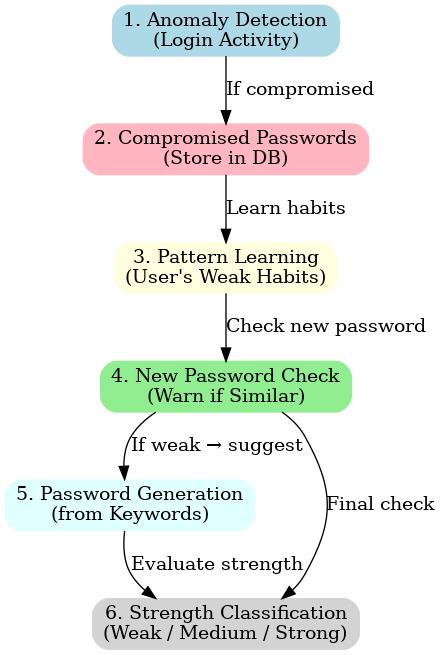 1. Anomaly Detection
(Login Activity)
If compromised
2. Compromised Passwords
(Store in DB)
Learn habits
3. Pattern Learning
(User's Weak Habits)
Check new password
4. New Password Check
(Warn if Similar)
If weak → suggest
5. Password Generation
(from Keywords)
Final check
Evaluate strength
6. Strength Classification
(Weak / Medium / Strong)